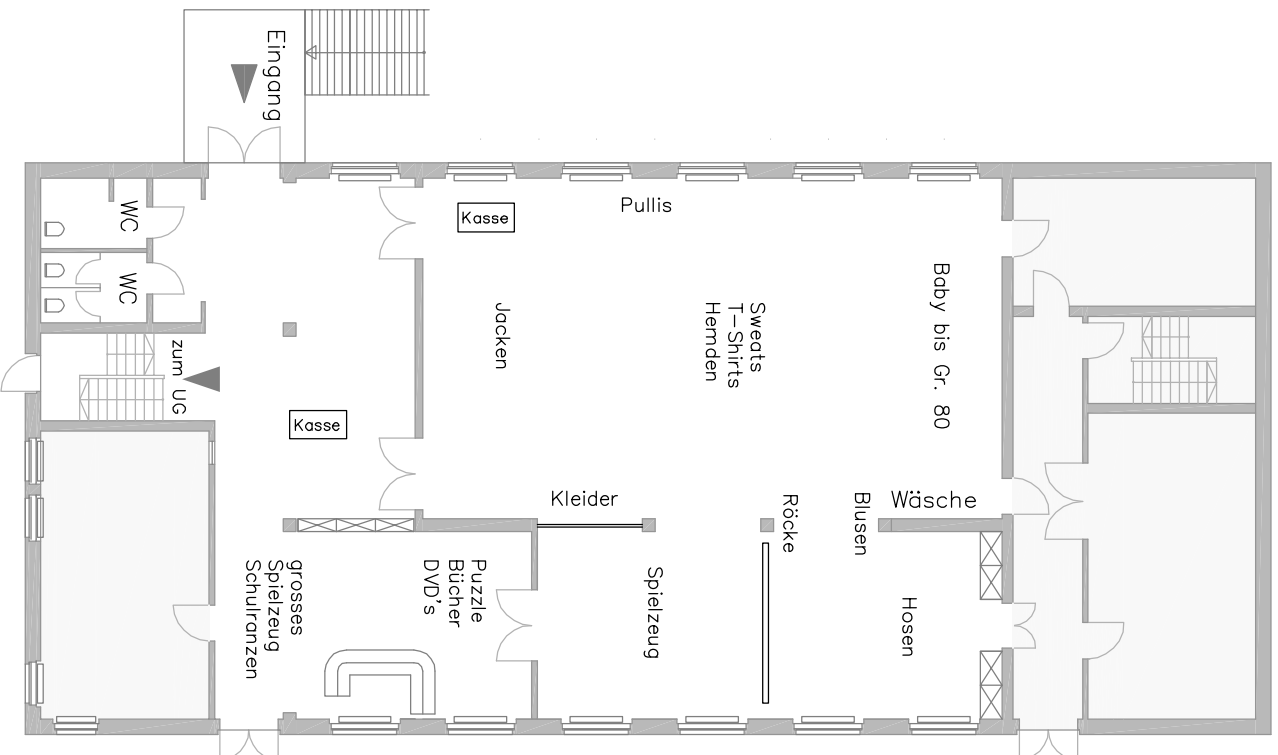 Eingang
WC
WC
zum UG
Kasse
Kasse
Pullis
Jacken
Sweats
T-Shirts
Hemden
Baby bis Gr. 80
Kleider
Röcke
Blusen
Wäsche
grosses
Spielzeug
Schulranzen
Puzzle
Bücher
DVD's
Spielzeug
Hosen